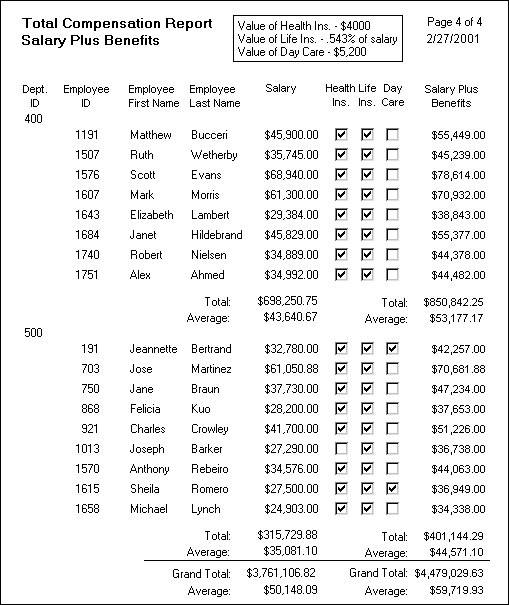 Total Compensation Report
Salary Plus Benefits
Value of Health Ins. - $4000
Value of Life Ins. - .543% of salary
Value of Day Care - $5,200
Page 4 of 4
2/27/2001
Dept. ID Employee ID Employee First Name Employee Last Name Salary Health Ins. Life Ins. Day Care Salary Plus Benefits
400
1191 Matthew Bucceri $45,900.00 $55,449.00
1507 Ruth Wetherby $35,745.00 $45,239.00
1576 Scott Evans $68,940.00 $78,614.00
1607 Mark Morris $61,300.00 $70,932.00
1643 Elizabeth Lambert $29,384.00 $38,843.00
1684 Janet Hildebrand $45,829.00 $55,377.00
1740 Robert Nielsen $34,889.00 $44,378.00
1751 Alex Ahmed $34,992.00 $44,482.00
Total: $698,250.75 Total: $850,842.25
Average: $43,640.67 Average: $53,177.17
500
191 Jeannette Bertrand $32,780.00 $42,257.00
703 Jose Martinez $61,050.88 $70,681.88
750 Jane Braun $37,730.00 $47,234.00
868 Felicia Kuo $28,200.00 $37,653.00
921 Charles Crowley $41,700.00 $51,226.00
1013 Joseph Barker $27,290.00 $36,738.00
1570 Anthony Rebeiro $34,576.00 $44,063.00
1615 Sheila Romero $27,500.00 $36,949.00
1658 Michael Lynch $24,903.00 $34,338.00
Total: $315,729.88 Total: $401,144.29
Average: $35,081.10 Average: $44,571.10
Grand Total: $3,761,106.82 Grand Total: $4,479,029.63
Average: $50,148.09 Average: $59,719.93